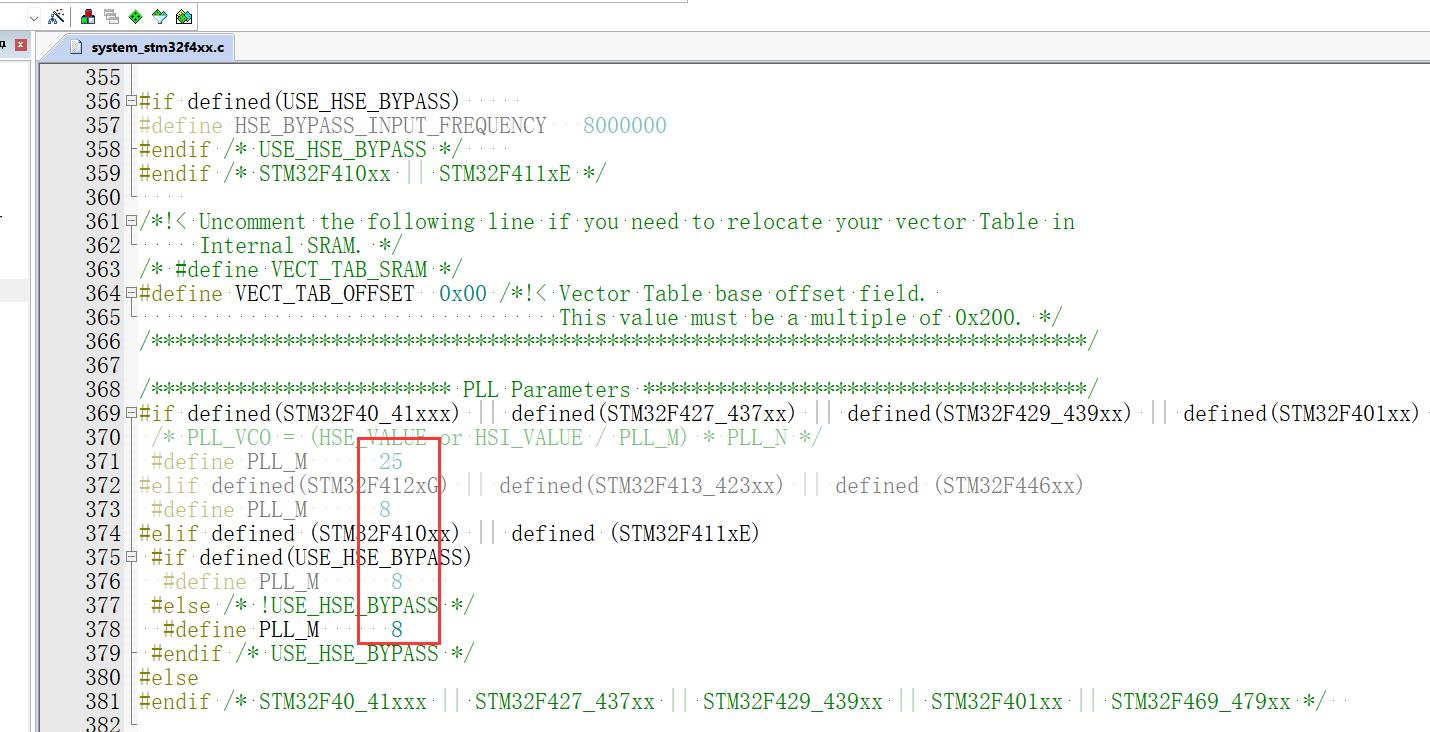 system_stm32f4xx.c
355
356 #if defined(USE_HSE_BYPASS)
357 #define HSE_BYPASS_INPUT_FREQUENCY 8000000
358 #endif /* USE_HSE_BYPASS */
359 #endif /* STM32F410xx || STM32F411xE */
360
361 /*!< Uncomment the following line if you need to relocate your vector Table in
362 Internal SRAM. */
363 /* #define VECT_TAB_SRAM */
364 #define VECT_TAB_OFFSET 0x00 /*!< Vector Table base offset field.
365 This value must be a multiple of 0x200. */
366 /******************************************************************************/
367
368 /************************* PLL Parameters *************************************/
369 #if defined(STM32F40_41xxx) || defined(STM32F427_437xx) || defined(STM32F429_439xx) || defined(STM32F401xx)
370 /* PLL_VCO = (HSE_VALUE or HSI_VALUE / PLL_M) * PLL_N */
371 #define PLL_M 25
372 #elif defined(STM32F412xG) || defined(STM32F413_423xx) || defined (STM32F446xx)
373 #define PLL_M 8
374 #elif defined (STM32F410xx) || defined (STM32F411xE)
375 #if defined(USE_HSE_BYPASS)
376 #define PLL_M 8
377 #else /* !USE_HSE_BYPASS */
378 #define PLL_M 8
379 #endif /* USE_HSE_BYPASS */
380 #else
381 #endif /* STM32F40_41xxx || STM32F427_437xx || STM32F429_439xx || STM32F401xx || STM32F469_479xx */
382